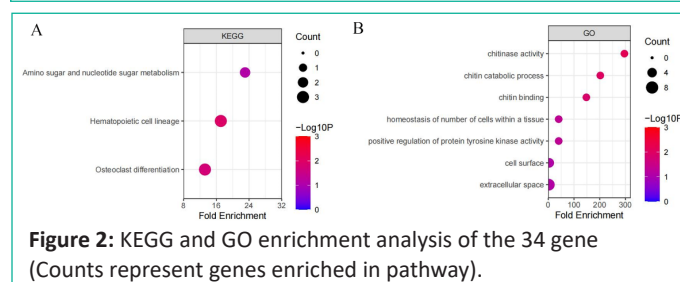 A
KEGG
Amino sugar and nucleotide sugar metabolism
Hematopoietic cell lineage
Osteoclast differentiation
8 16 24 32
Fold Enrichment
Count
0
1
2
3
−Log10P
3
2
1
0
B
GO
chitinase activity
chitin catabolic process
chitin binding
homeostasis of number of cells within a tissue
positive regulation of protein tyrosine kinase activity
cell surface
extracellular space
0 100 200 300
Fold Enrichment
Count
0
4
8
−Log10P
3
2
1
0
Figure 2: KEGG and GO enrichment analysis of the 34 gene
(Counts represent genes enriched in pathway).